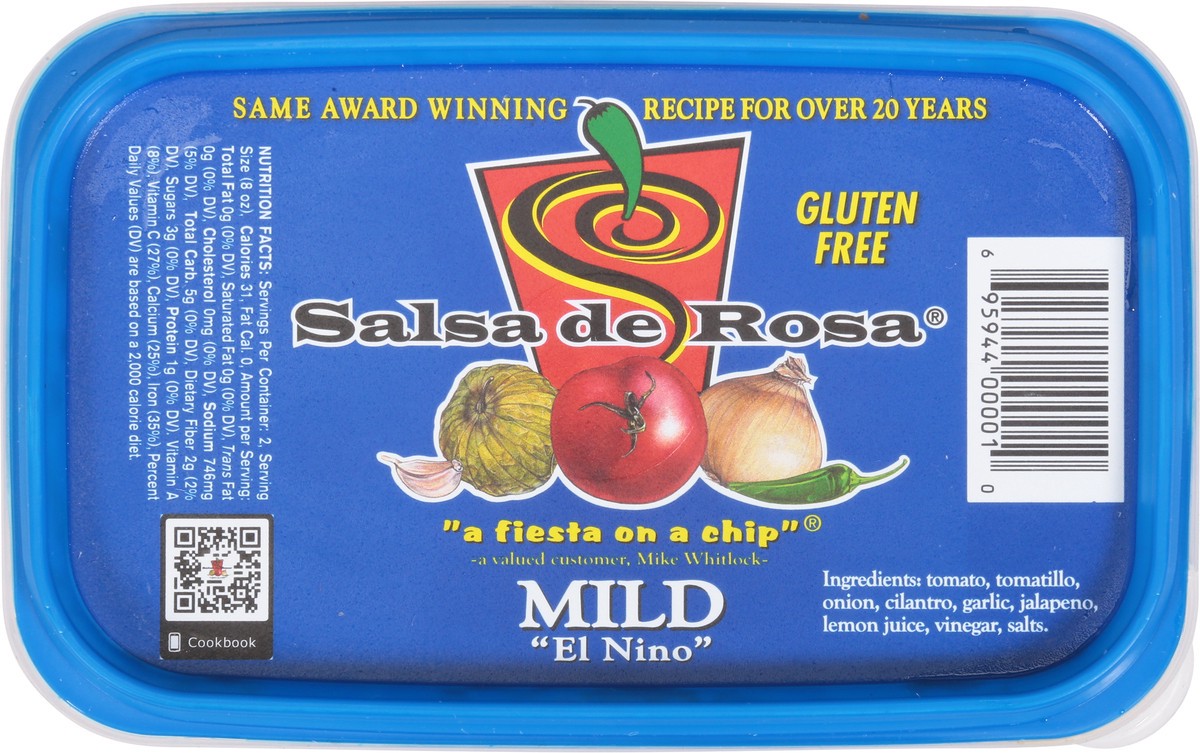 SAME AWARD WINNING RECIPE FOR OVER 20 YEARS
GLUTEN
FREE
Salsa de Rosa®
"a fiesta on a chip"®
-a valued customer, Mike Whitlock-
MILD
“El Nino”
Ingredients: tomato, tomatillo,
onion, cilantro, garlic, jalapeno,
lemon juice, vinegar, salts.
NUTRITION FACTS: Servings Per Container: 2, Serving
Size (8 oz), Calories 31, Fat Cal. 0, Amount per Serving:
Total Fat 0g (0% DV), Saturated Fat 0g (0% DV), Trans Fat
0g (0% DV), Cholesterol 0mg (0% DV), Sodium 746mg
(5% DV), Total Carb. 5g (0% DV), Dietary Fiber 2g (2%
DV), Sugars 3g (0% DV), Protein 1g (0% DV), Vitamin A
(8%), Vitamin C (27%), Calcium (25%), Iron (35%), Percent
Daily Values (DV) are based on a 2,000 calorie diet.
Cookbook
6 95944 00001 0